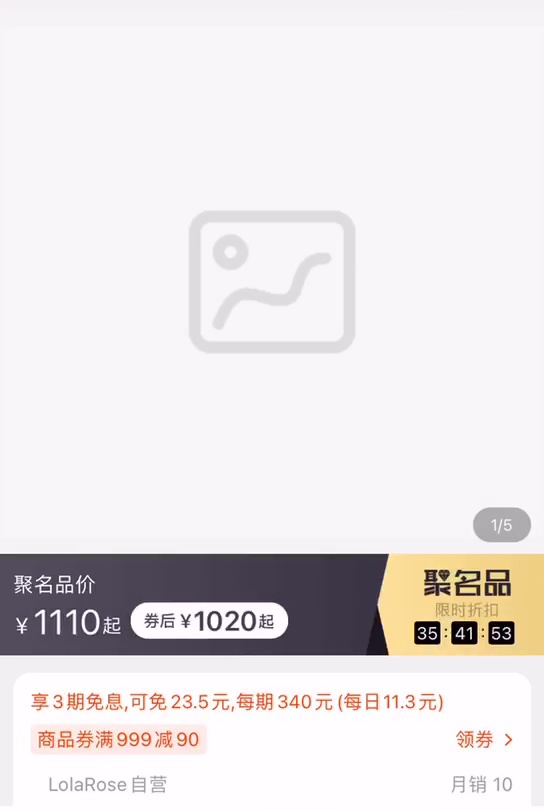 1/5
聚名品价
¥1110起 券后¥1020起
聚名品
限时折扣
35:41:53
享3期免息,可免23.5元,每期340元(每日11.3元)
商品券满999减90 领券
LolaRose自营 月销10